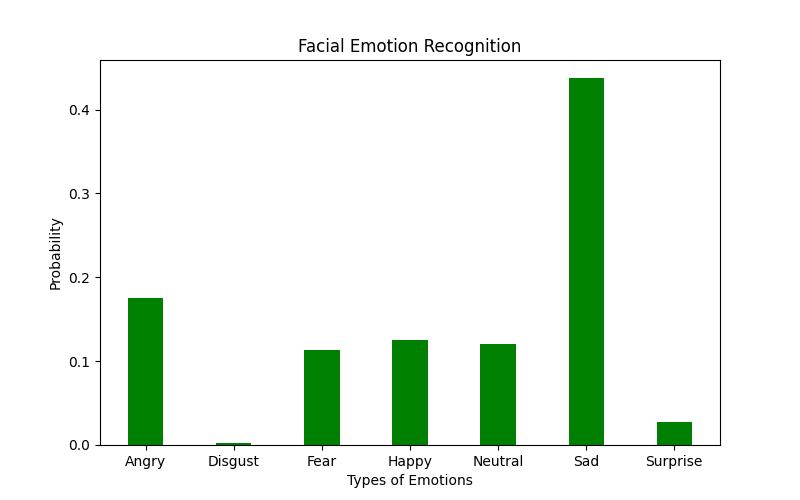 Facial Emotion Recognition
0.4
0.3
0.2
0.1
0.0
Probability
Angry Disgust Fear Happy Neutral Sad Surprise
Types of Emotions